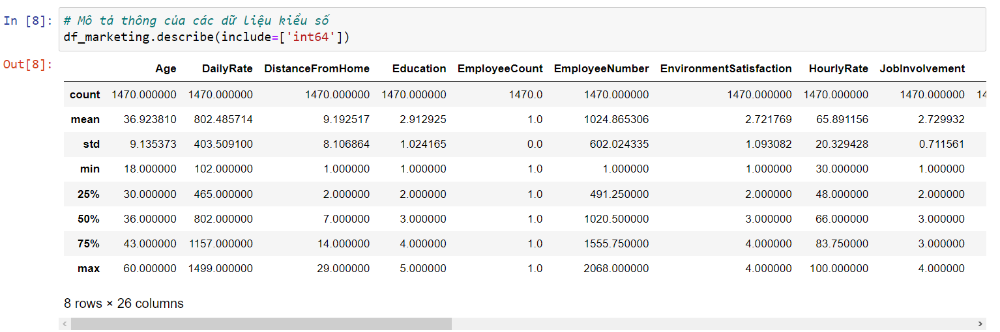 In [8]: # Mô tả thông của các dữ liệu kiểu số
df_marketing.describe(include=['int64'])
Out[8]:
Age DailyRate DistanceFromHome Education EmployeeCount EmployeeNumber EnvironmentSatisfaction HourlyRate JobInvolvement
count 1470.000000 1470.000000 1470.000000 1470.000000 1470.0 1470.000000 1470.000000 1470.000000 1470.000000 14
mean 36.923810 802.485714 9.192517 2.912925 1.0 1024.865306 2.721769 65.891156 2.729932
std 9.135373 403.509100 8.106864 1.024165 0.0 602.024335 1.093082 20.329428 0.711561
min 18.000000 102.000000 1.000000 1.000000 1.0 1.000000 1.000000 30.000000 1.000000
25% 30.000000 465.000000 2.000000 2.000000 1.0 491.250000 2.000000 48.000000 2.000000
50% 36.000000 802.000000 7.000000 3.000000 1.0 1020.500000 3.000000 66.000000 3.000000
75% 43.000000 1157.000000 14.000000 4.000000 1.0 1555.750000 4.000000 83.750000 3.000000
max 60.000000 1499.000000 29.000000 5.000000 1.0 2068.000000 4.000000 100.000000 4.000000
8 rows × 26 columns